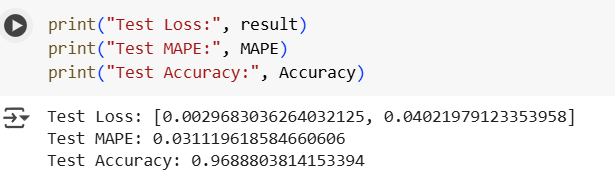 print("Test Loss:", result)
print("Test MAPE:", MAPE)
print("Test Accuracy:", Accuracy)
Test Loss: [0.0029683036264032125, 0.04021979123353958]
Test MAPE: 0.031119618584660606
Test Accuracy: 0.9688803814153394